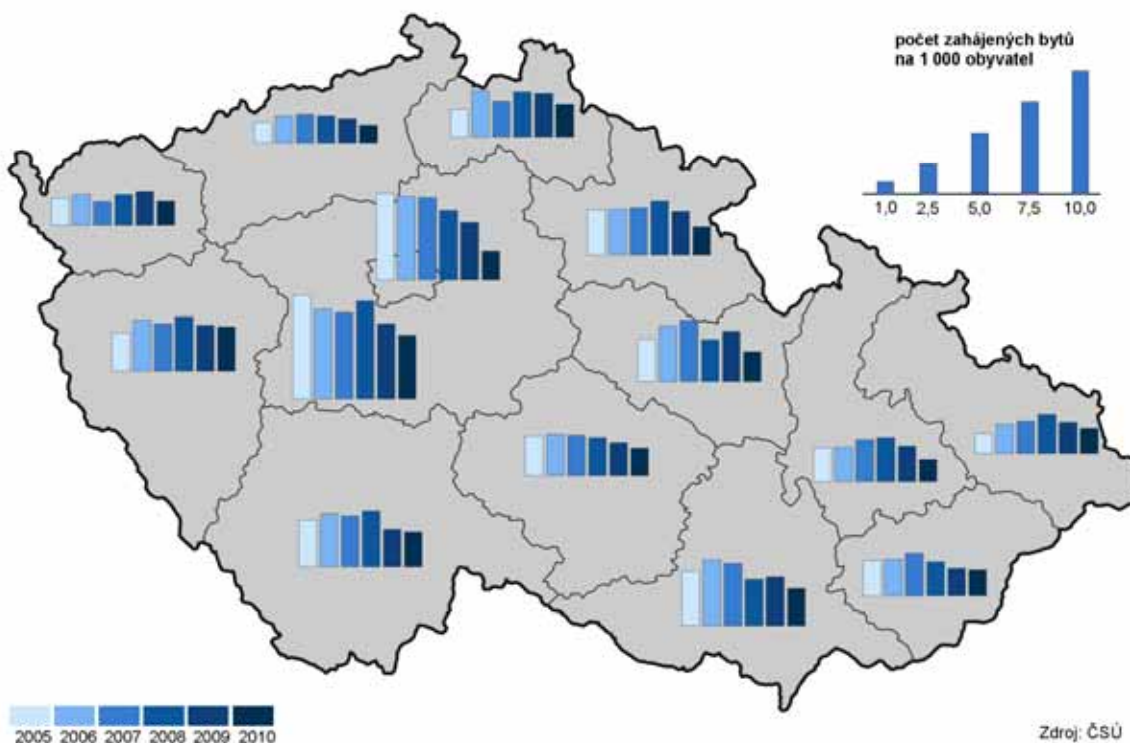 počet zahájených bytů
na 1 000 obyvatel
1,0 2,5 5,0 7,5 10,0
2005 2006 2007 2008 2009 2010
Zdroj: ČSÚ